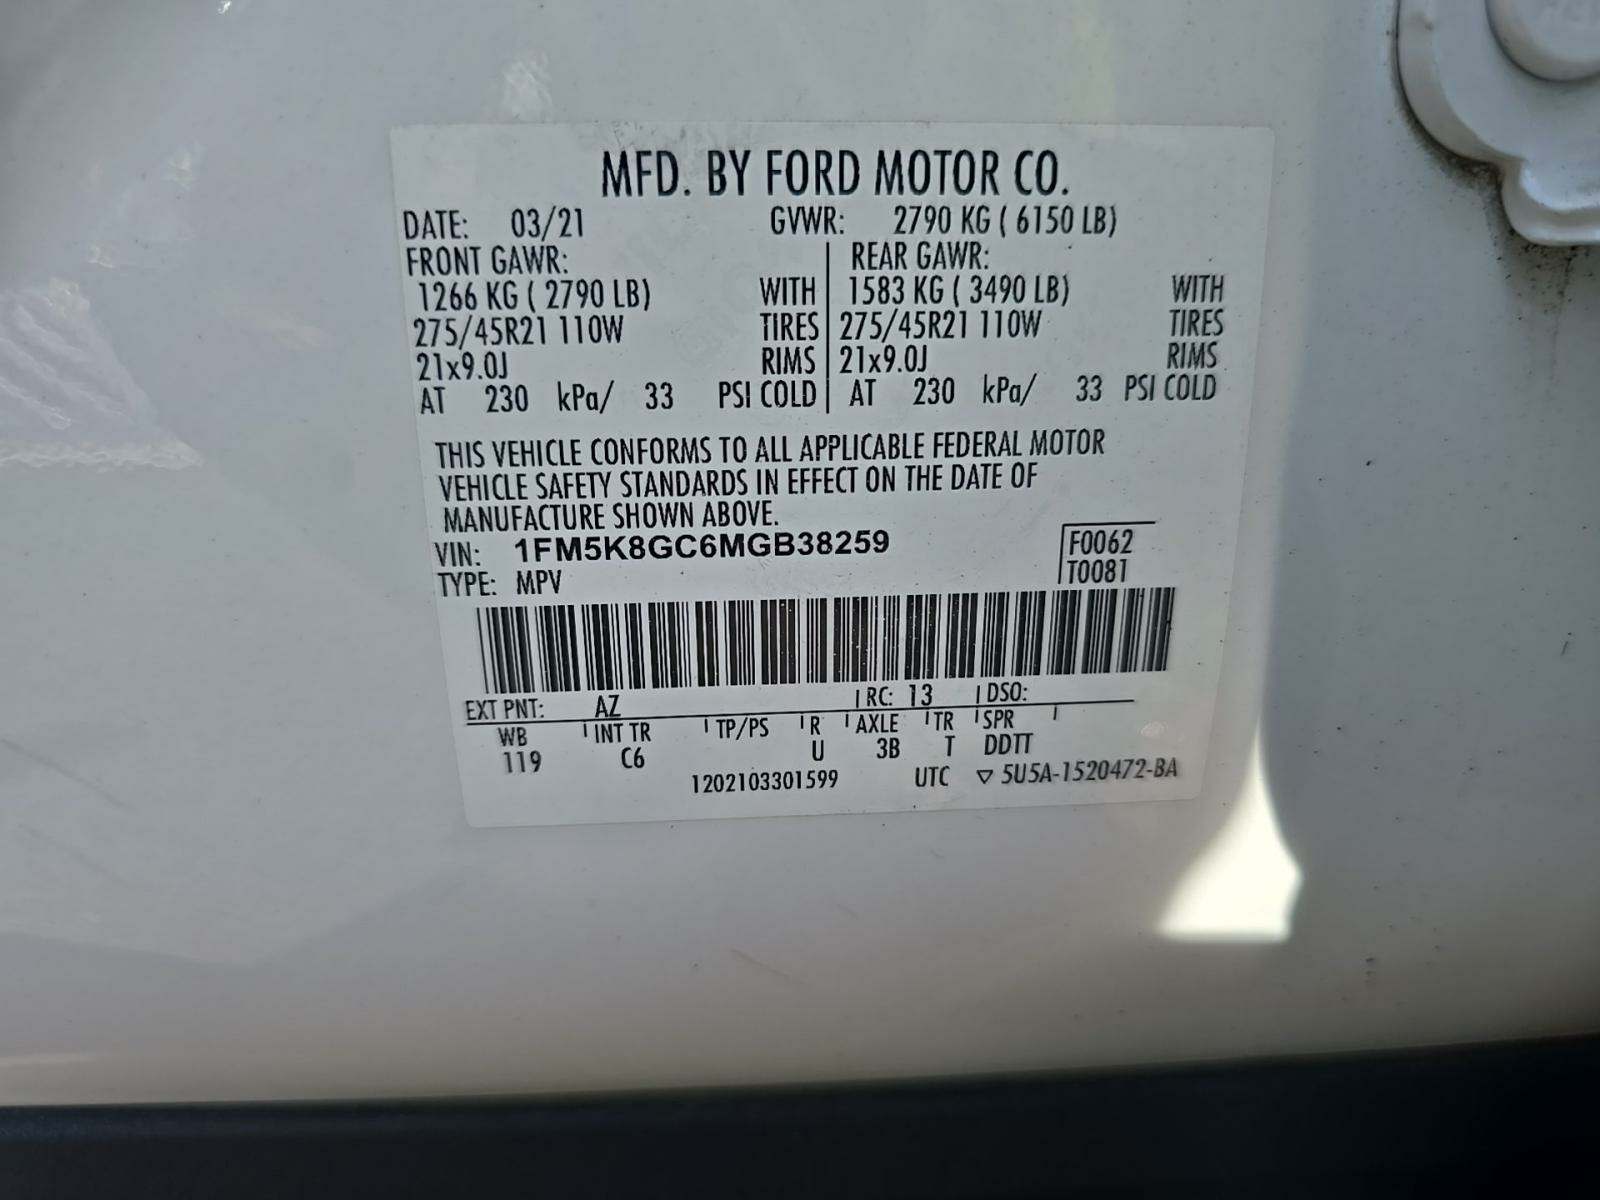 MFD. BY FORD MOTOR CO.
DATE: 03/21 GVWR: 2790 KG ( 6150 LB)
FRONT GAWR: REAR GAWR:
1266 KG ( 2790 LB) WITH 1583 KG ( 3490 LB) WITH
275/45R21 110W TIRES 275/45R21 110W TIRES
21x9.0J RIMS 21x9.0J RIMS
AT 230 kPa/ 33 PSI COLD AT 230 kPa/ 33 PSI COLD
THIS VEHICLE CONFORMS TO ALL APPLICABLE FEDERAL MOTOR
VEHICLE SAFETY STANDARDS IN EFFECT ON THE DATE OF
MANUFACTURE SHOWN ABOVE.
VIN: 1FM5K8GC6MGB38259 F0062
TYPE: MPV T0081
EXT PNT: AZ RC: 13 DSO:
WB INT TR TP/PS R AXLE TR SPR
119 C6 U 3B T DDTT
1202103301599 UTC ▽ 5U5A-1520472-BA